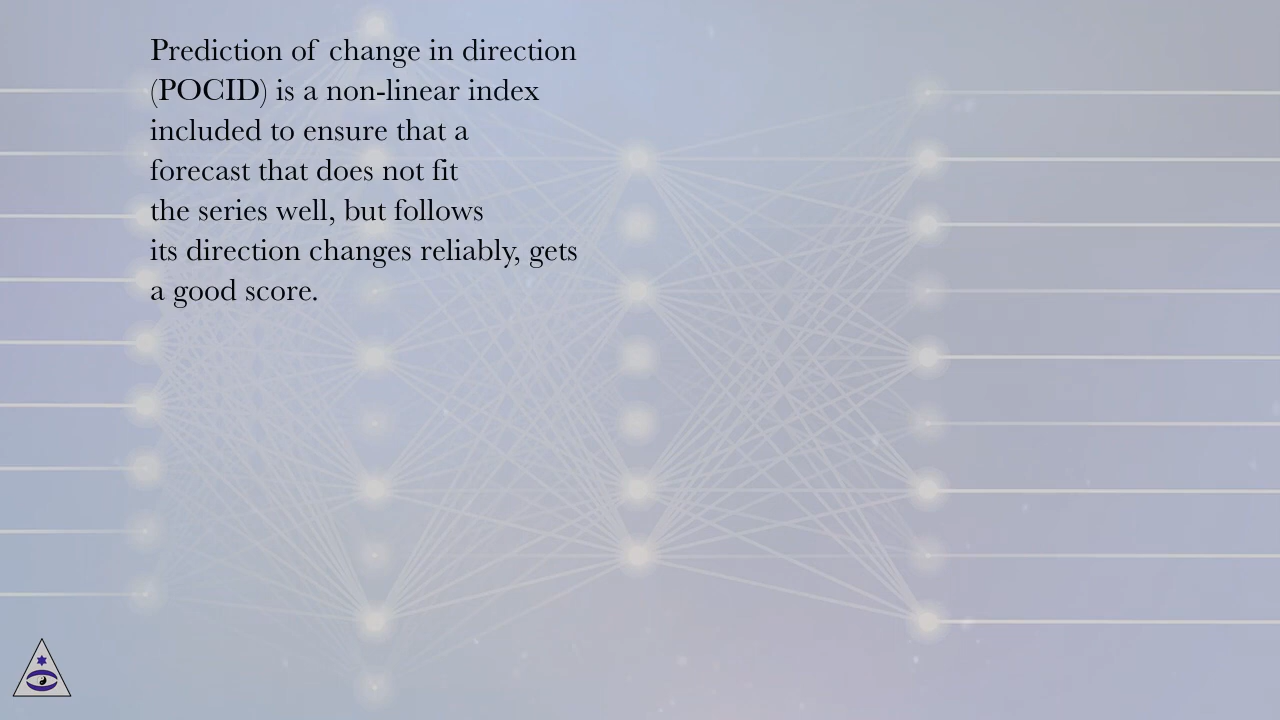 Prediction of change in direction
(POCID) is a non-linear index
included to ensure that a
forecast that does not fit
the series well, but follows
its direction changes reliably, gets
a good score.